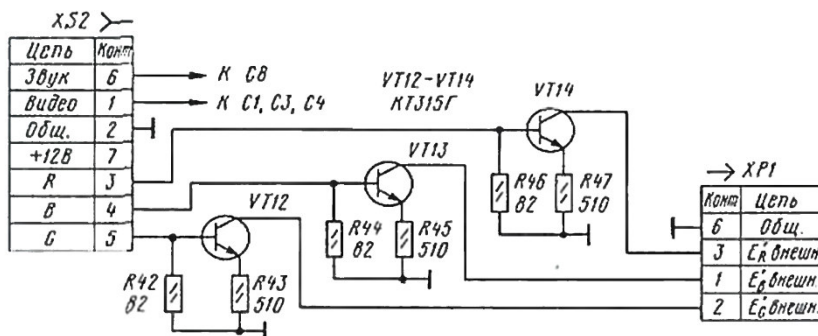 XS2
Цепь Конт
Звук 6
Видео 1
Общ. 2
+12В 7
R 3
B 4
G 5
К С8
К С1, С3, С4
VT12-VT14
КТ315Г
VT14
VT13
VT12
R46
82
R47
510
R44
82
R45
510
R42
82
R43
510
XP1
Конт Цепь
6 Общ.
3 E'R внешн.
1 E'B внешн.
2 E'G внешн.